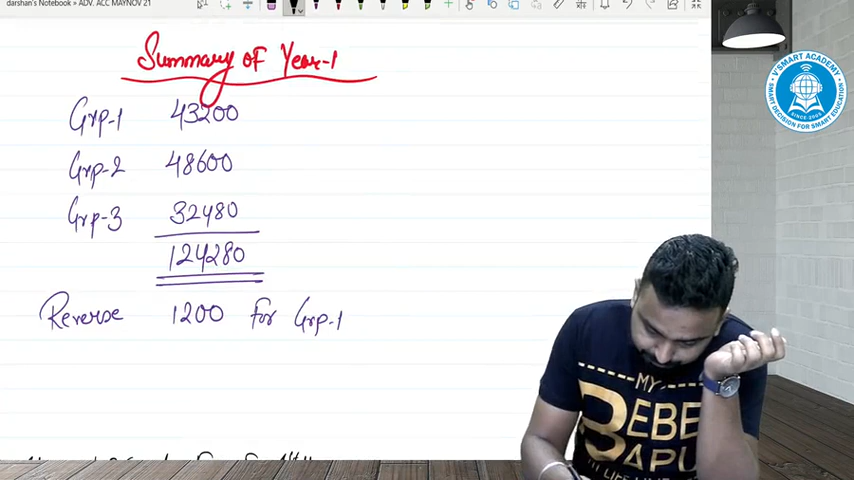 darshan's Notebook > ADV. ACC MAYNOV 21
Summary of Year-1
Grp-1 43200
Grp-2 48600
Grp-3 32480
124280
Reverse 1200 For Grp-1
V'SMART ACADEMY
SMART DECISION FOR SMART EDUCATION
SINCE-2003
MY
BEBE
BAPU